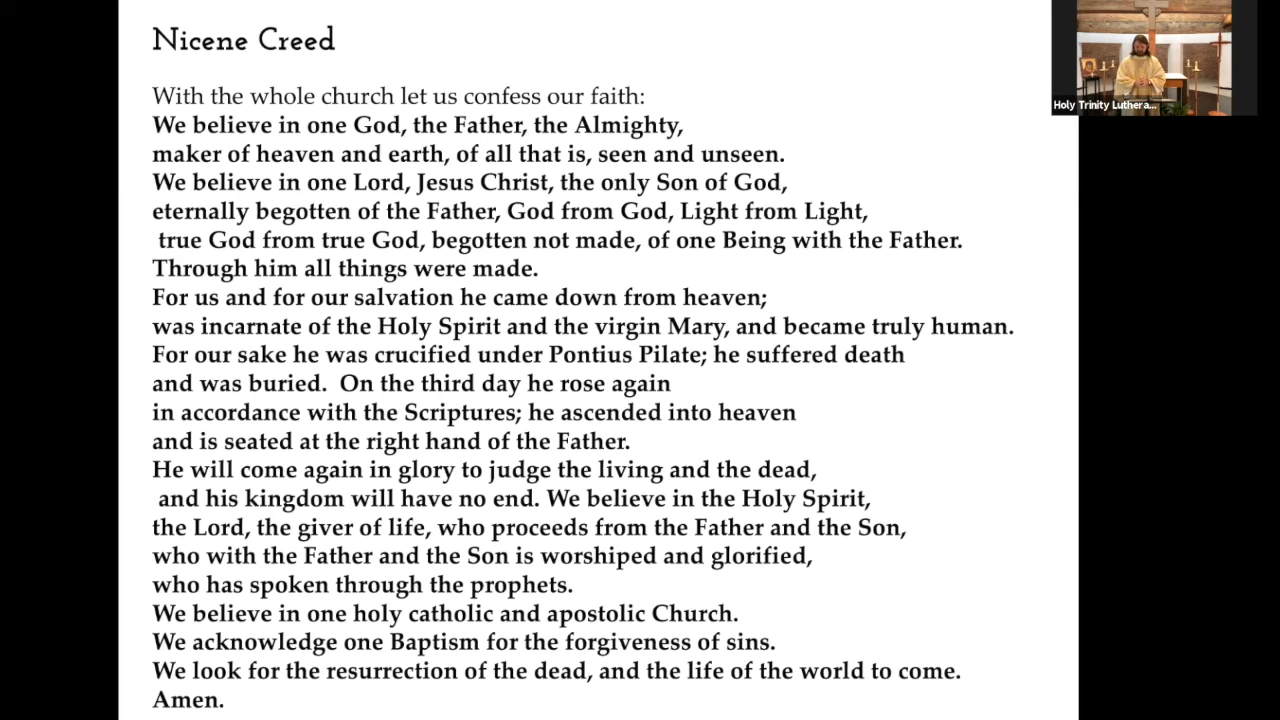 Nicene Creed
With the whole church let us confess our faith:
We believe in one God, the Father, the Almighty,
maker of heaven and earth, of all that is, seen and unseen.
We believe in one Lord, Jesus Christ, the only Son of God,
eternally begotten of the Father, God from God, Light from Light,
true God from true God, begotten not made, of one Being with the Father.
Through him all things were made.
For us and for our salvation he came down from heaven;
was incarnate of the Holy Spirit and the virgin Mary, and became truly human.
For our sake he was crucified under Pontius Pilate; he suffered death
and was buried.  On the third day he rose again
in accordance with the Scriptures; he ascended into heaven
and is seated at the right hand of the Father.
He will come again in glory to judge the living and the dead,
and his kingdom will have no end. We believe in the Holy Spirit,
the Lord, the giver of life, who proceeds from the Father and the Son,
who with the Father and the Son is worshiped and glorified,
who has spoken through the prophets.
We believe in one holy catholic and apostolic Church.
We acknowledge one Baptism for the forgiveness of sins.
We look for the resurrection of the dead, and the life of the world to come.
Amen.
Holy Trinity Luthera...